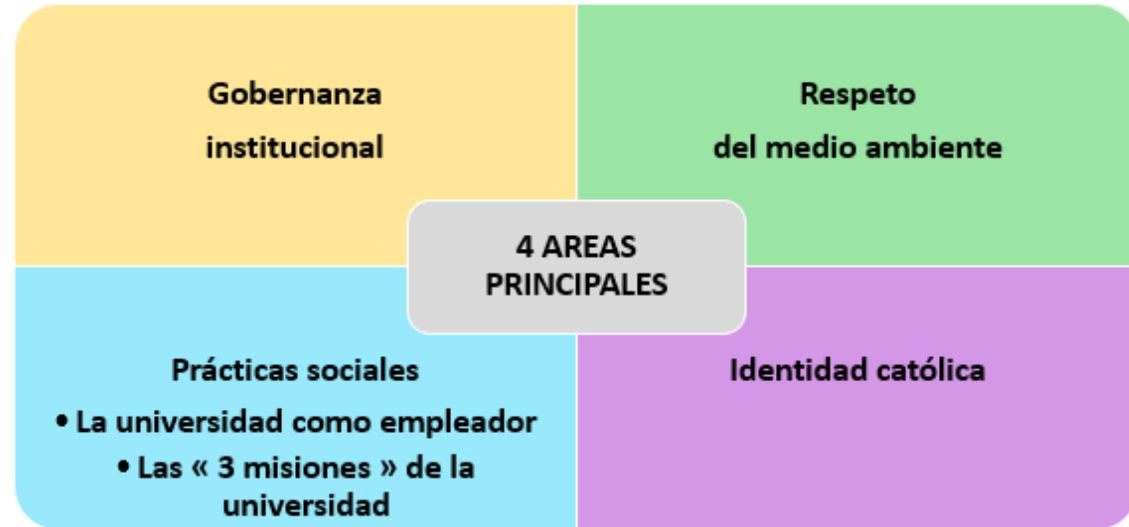 Gobernanza
institucional
Respeto
del medio ambiente
4 AREAS
PRINCIPALES
Prácticas sociales
• La universidad como empleador
• Las « 3 misiones » de la
universidad
Identidad católica